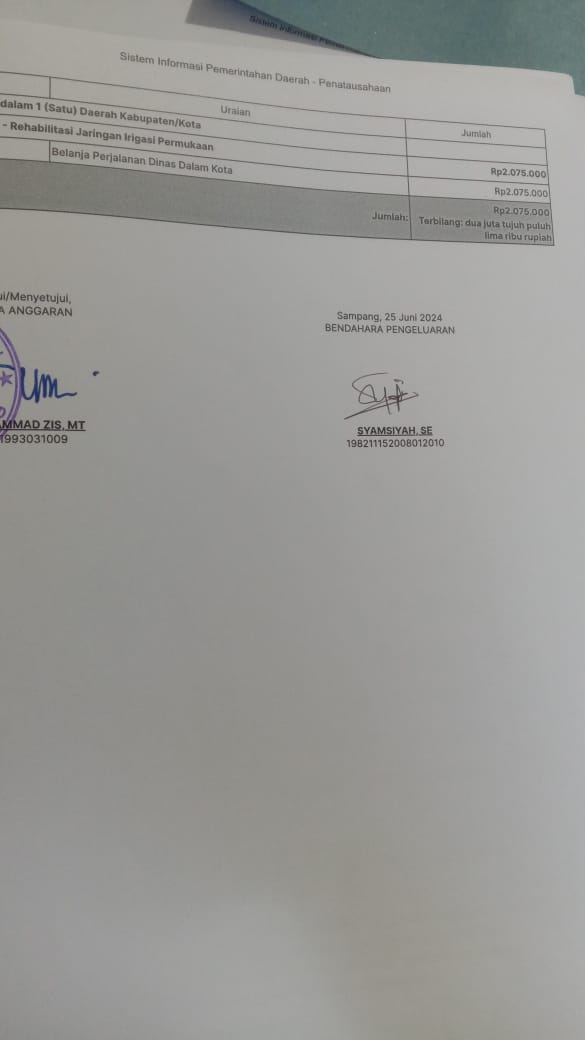 Sistem Informasi
Sistem Informasi Pemerintahan Daerah - Penatausahaan
Uraian
Jumlah
dalam 1 (Satu) Daerah Kabupaten/Kota
- Rehabilitasi Jaringan Irigasi Permukaan
Rp2.075.000
Belanja Perjalanan Dinas Dalam Kota
Rp2.075.000
Jumlah:
Rp2.075.000
Terbilang: dua juta tujuh puluh
lima ribu rupiah
ui/Menyetujui,
A ANGGARAN
Sampang, 25 Juni 2024
BENDAHARA PENGELUARAN
MMAD ZIS, MT
1993031009
SYAMSIYAH, SE
198211152008012010